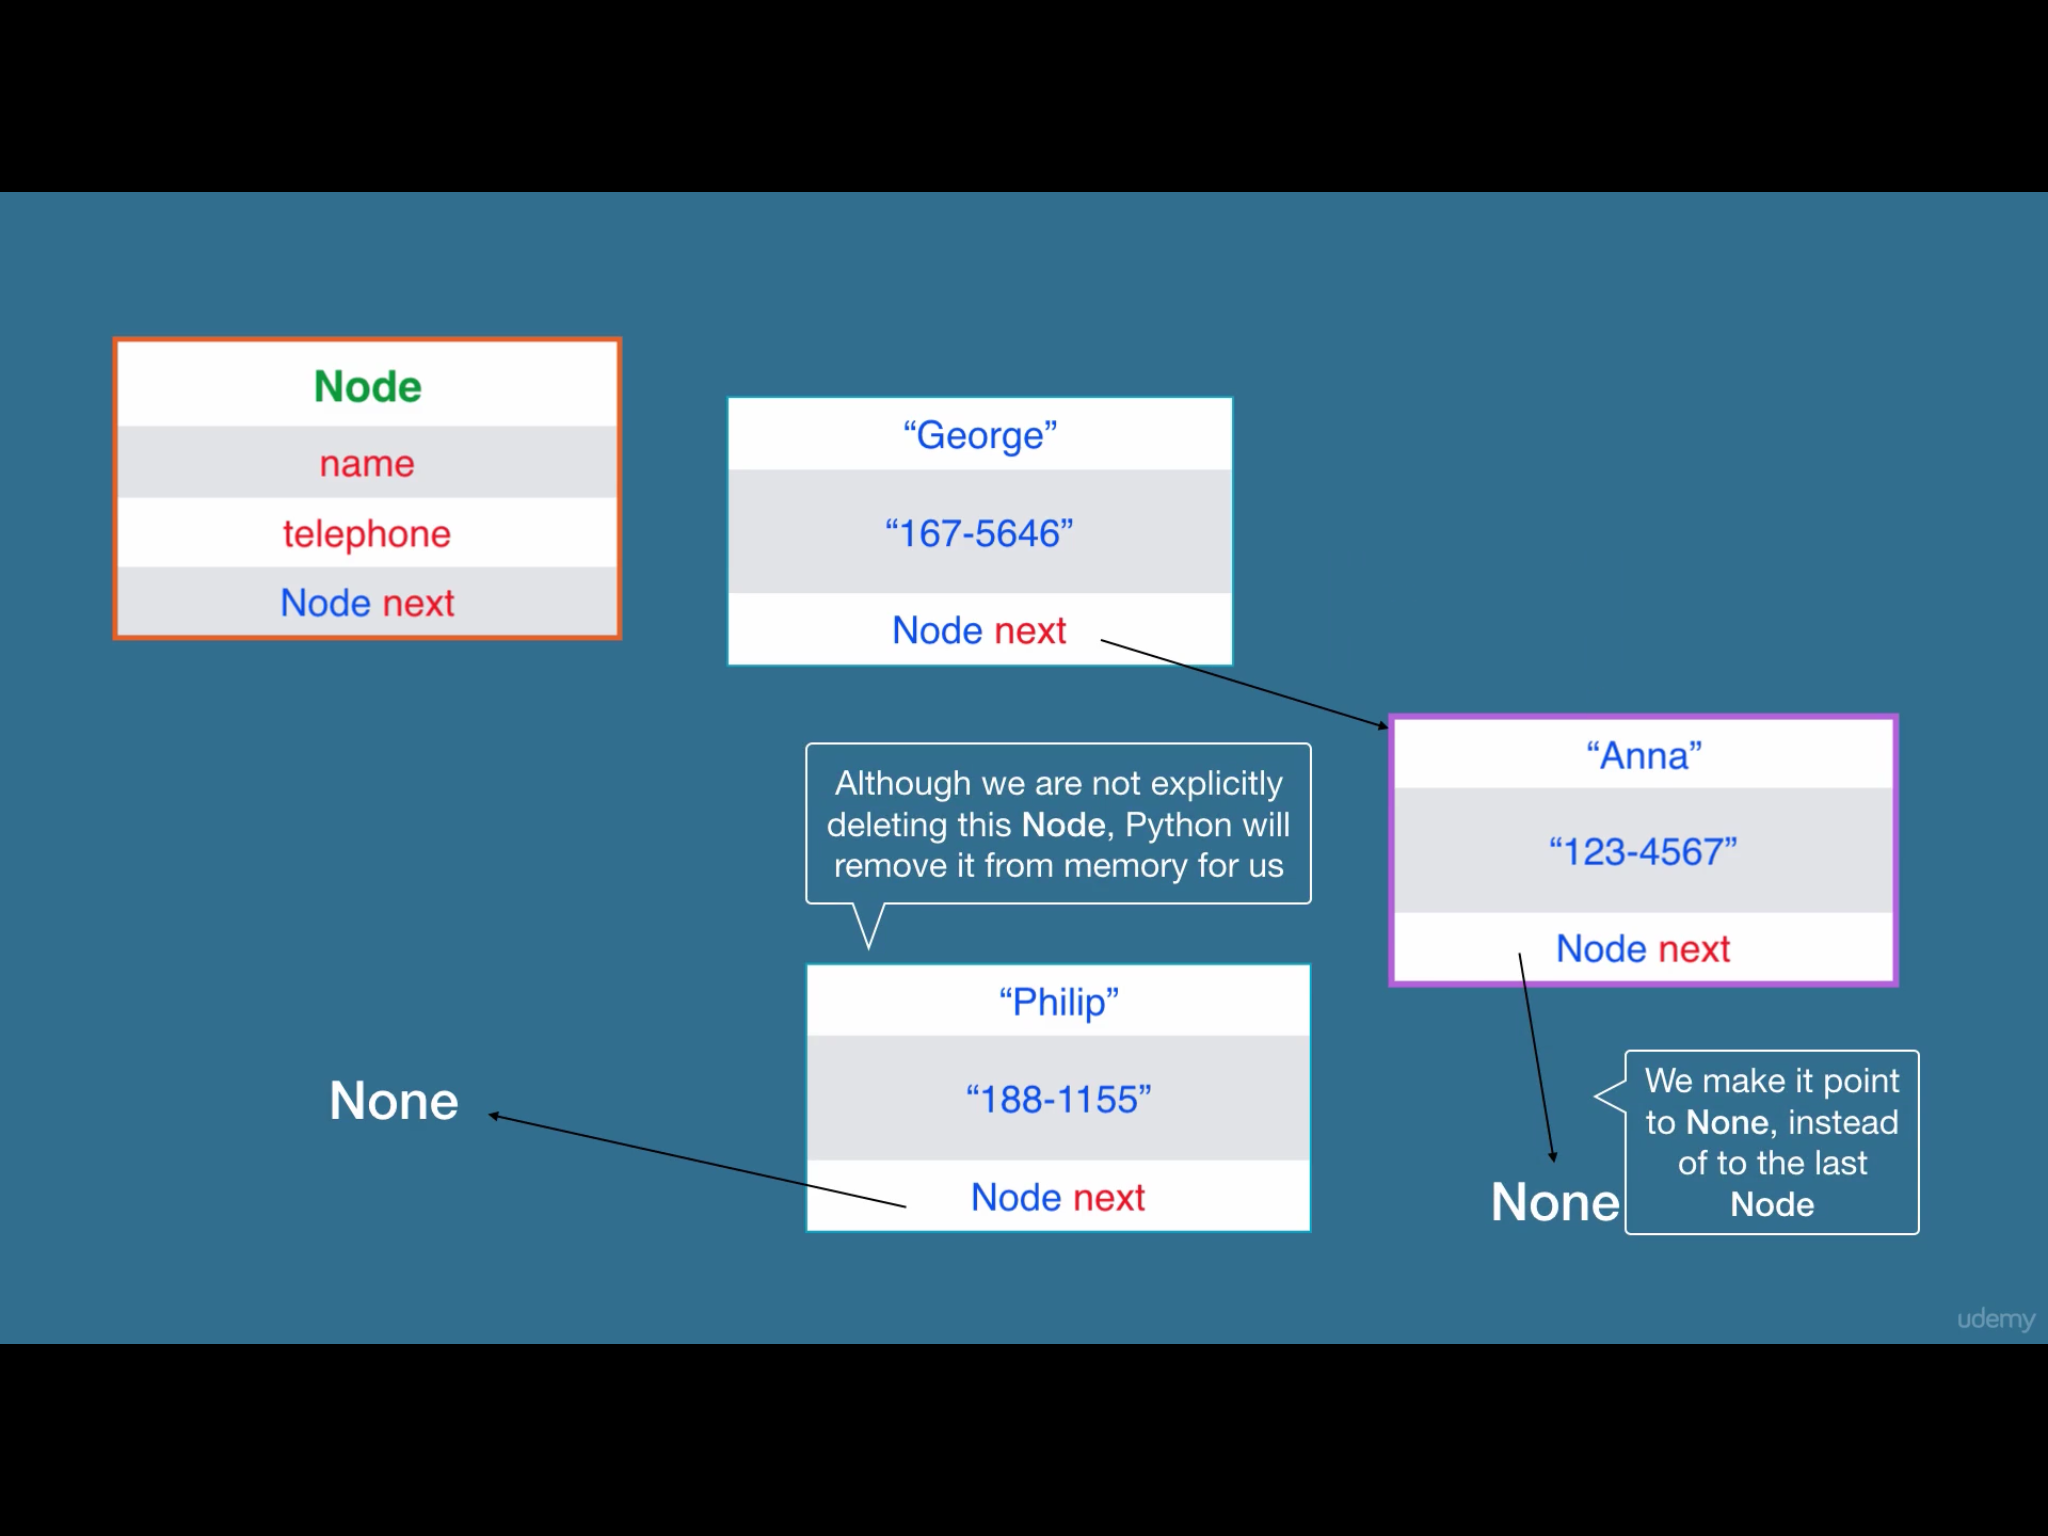 Node
name
telephone
Node next
“George”
“167-5646”
Node next
“Anna”
“123-4567”
Node next
Although we are not explicitly
deleting this Node, Python will
remove it from memory for us
“Philip”
“188-1155”
Node next
None
We make it point
to None, instead
of to the last
Node
None
udemy